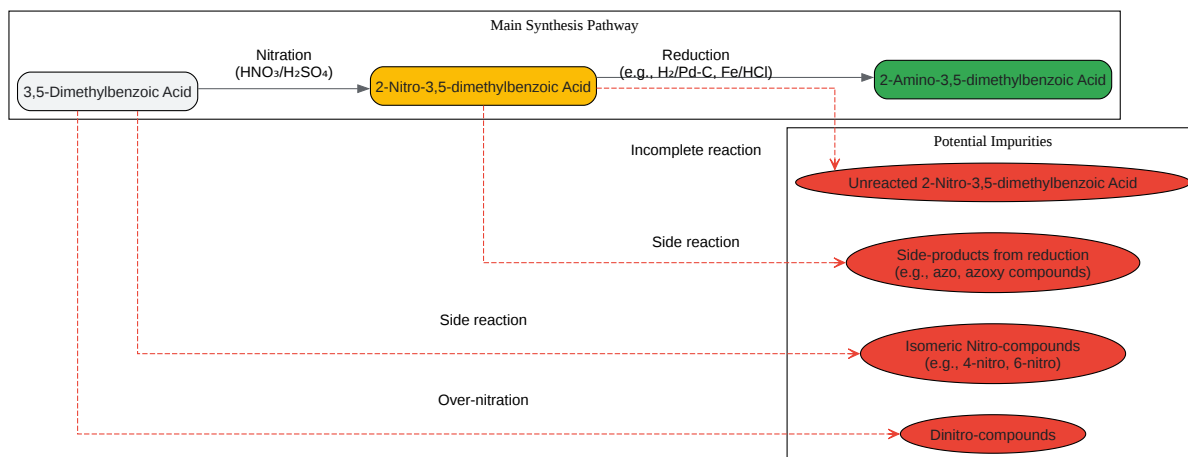 Main Synthesis Pathway
Nitration
(HNO₃/H₂SO₄)
Reduction
(e.g., H₂/Pd-C, Fe/HCl)
3,5-Dimethylbenzoic Acid
2-Nitro-3,5-dimethylbenzoic Acid
2-Amino-3,5-dimethylbenzoic Acid
Potential Impurities
Incomplete reaction
Unreacted 2-Nitro-3,5-dimethylbenzoic Acid
Side reaction
Side-products from reduction
(e.g., azo, azoxy compounds)
Side reaction
Isomeric Nitro-compounds
(e.g., 4-nitro, 6-nitro)
Over-nitration
Dinitro-compounds